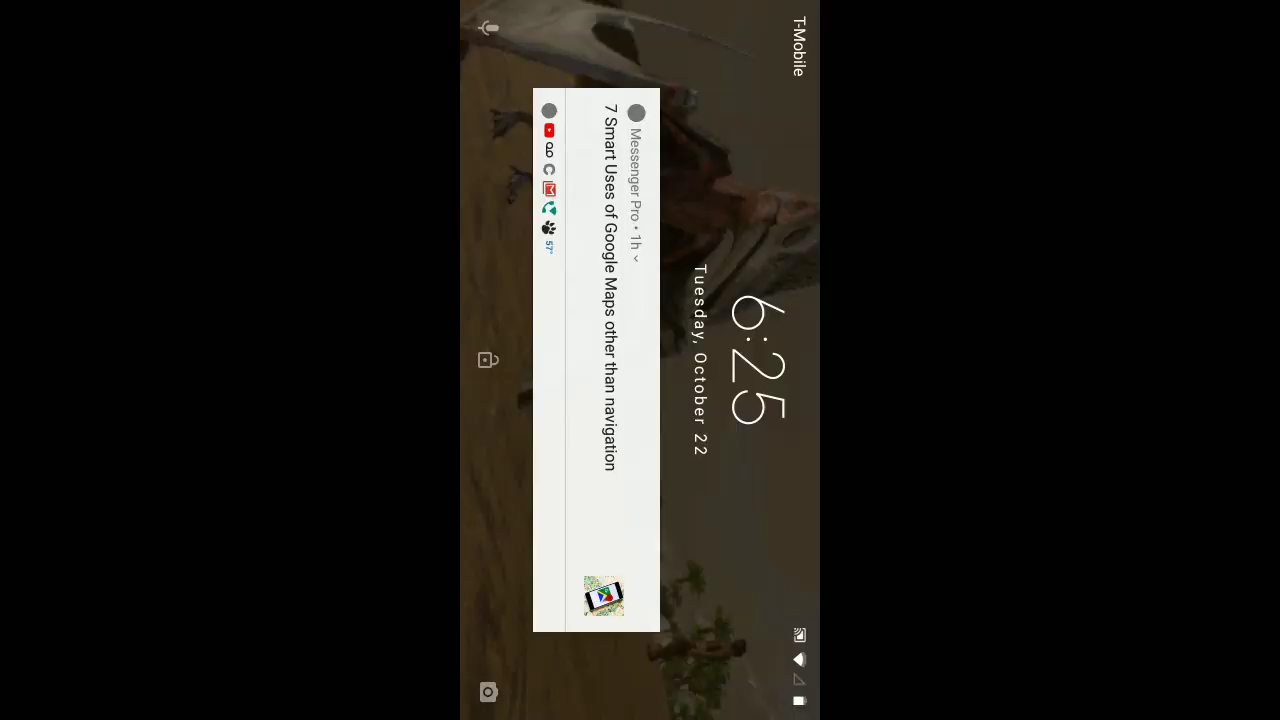 T-Mobile
6:25
Tuesday, October 22
Messenger Pro • 1h
7 Smart Uses of Google Maps other than navigation
57°